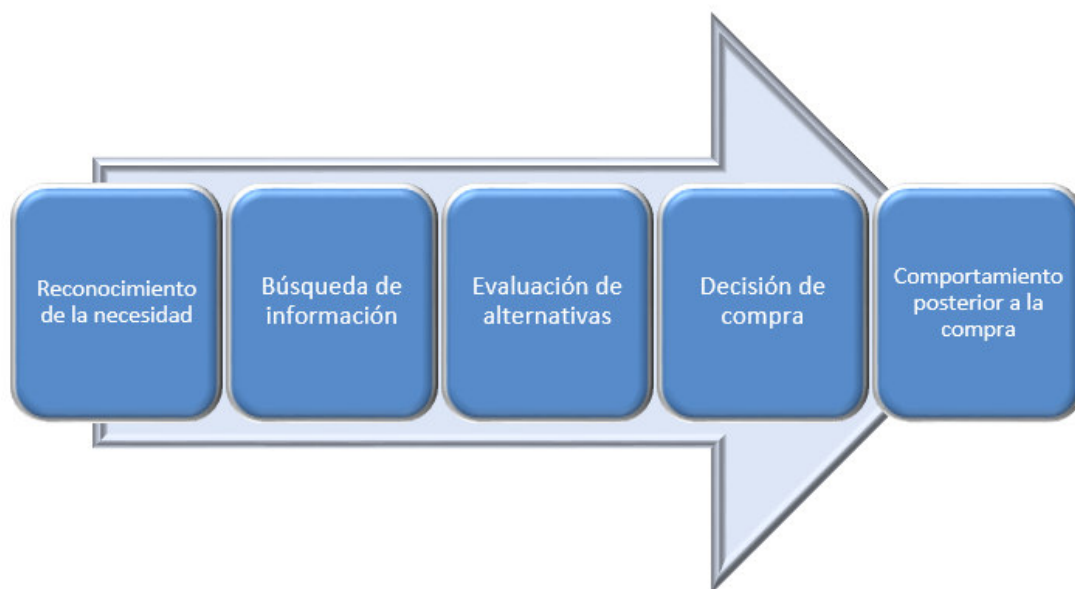 Reconocimiento
de la necesidad
Búsqueda de
información
Evaluación de
alternativas
Decisión de
compra
Comportamiento
posterior a la
compra